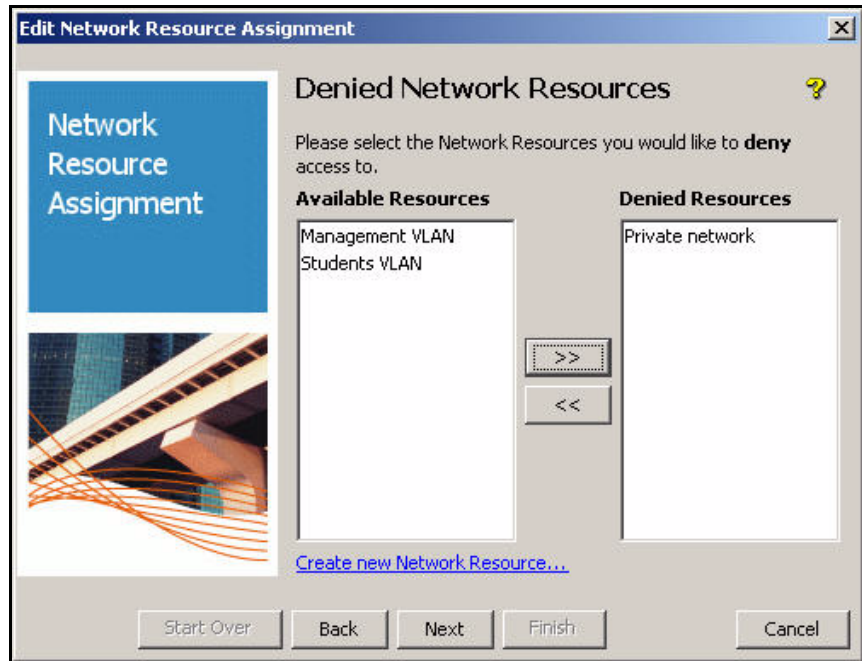 Edit Network Resource Assignment
Network
Resource
Assignment
Denied Network Resources
Please select the Network Resources you would like to deny
access to.
Available Resources
Management VLAN
Students VLAN
>>
<<
Denied Resources
Private network
Create new Network Resource...
Start Over
Back
Next
Finish
Cancel